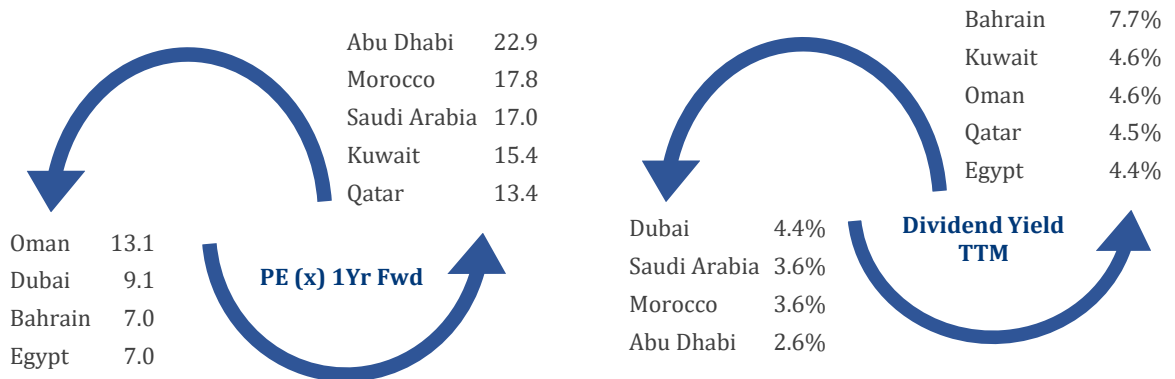 Abu Dhabi 22.9
Morocco 17.8
Saudi Arabia 17.0
Kuwait 15.4
Qatar 13.4
Oman 13.1
Dubai 9.1
Bahrain 7.0
Egypt 7.0
PE (x) 1Yr Fwd
Bahrain 7.7%
Kuwait 4.6%
Oman 4.6%
Qatar 4.5%
Egypt 4.4%
Dubai 4.4%
Saudi Arabia 3.6%
Morocco 3.6%
Abu Dhabi 2.6%
Dividend Yield
TTM